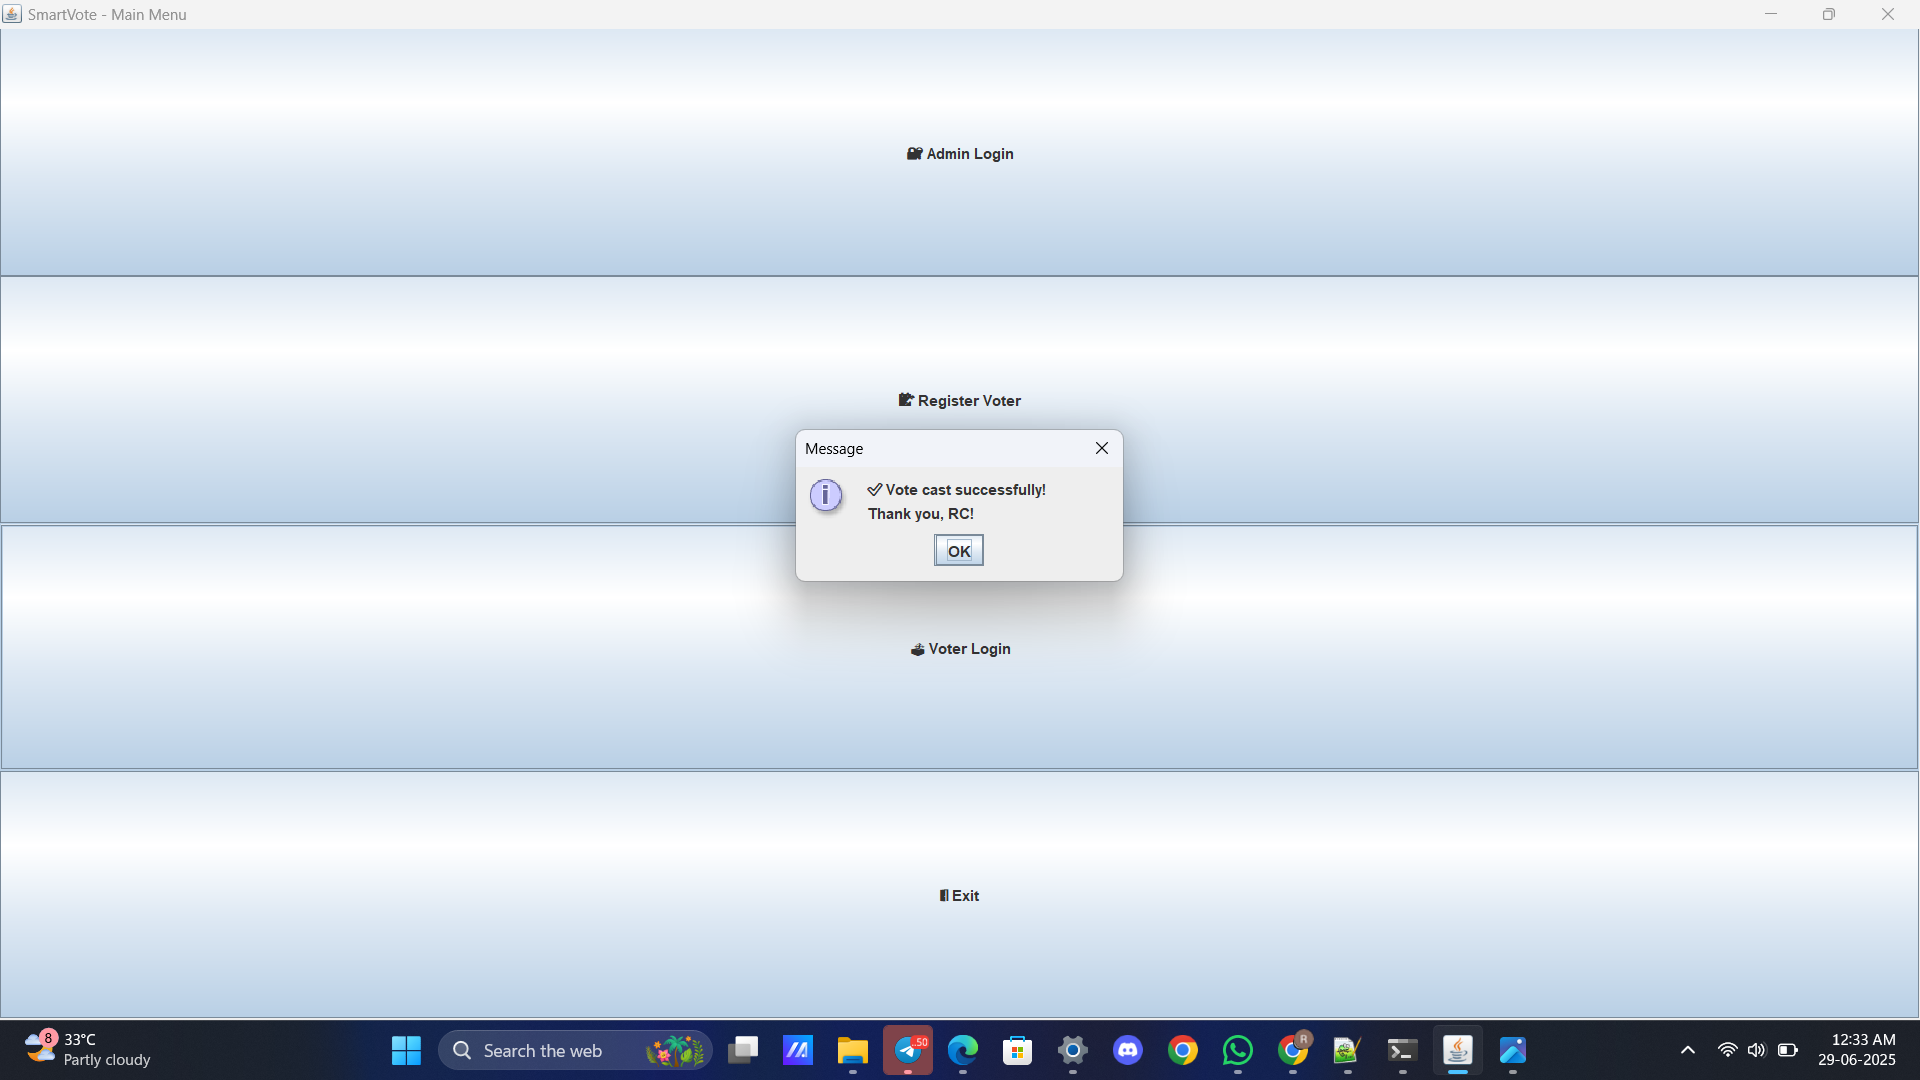 SmartVote - Main Menu
Admin Login
Register Voter
Message
Vote cast successfully!
Thank you, RC!
OK
Voter Login
Exit
8
33°C
Partly cloudy
Search the web
.50
R
12:33 AM
29-06-2025